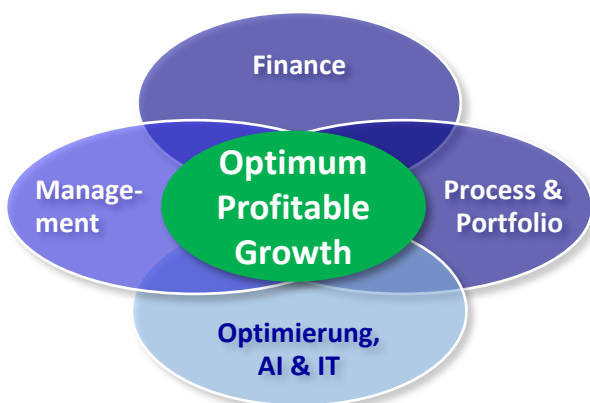 Finance
Manage-
ment
Optimum
Profitable
Growth
Process &
Portfolio
Optimierung,
AI & IT